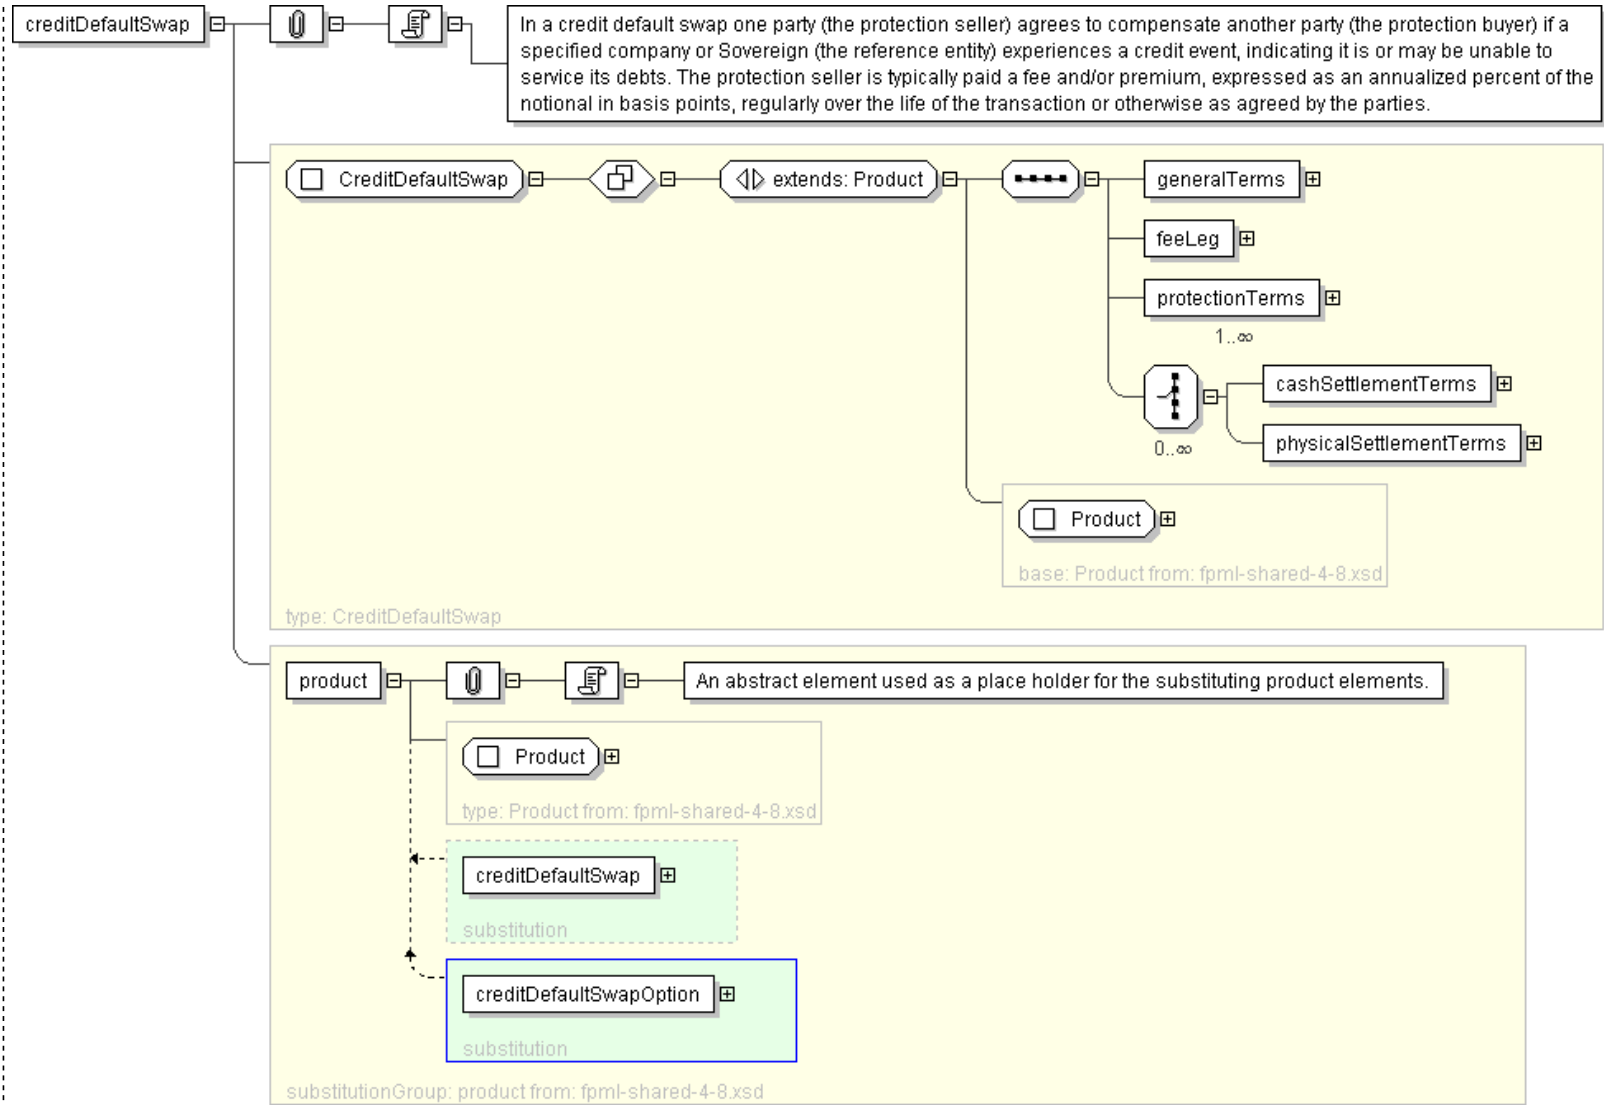 creditDefaultSwap
In a credit default swap one party (the protection seller) agrees to compensate another party (the protection buyer) if a
specified company or Sovereign (the reference entity) experiences a credit event, indicating it is or may be unable to
service its debts. The protection seller is typically paid a fee and/or premium, expressed as an annualized percent of the
notional in basis points, regularly over the life of the transaction or otherwise as agreed by the parties.
CreditDefaultSwap
extends: Product
generalTerms
feeLeg
protectionTerms
1..∞
cashSettlementTerms
physicalSettlementTerms
0..∞
Product
base: Product from: fpml-shared-4-8.xsd
type: CreditDefaultSwap
product
An abstract element used as a place holder for the substituting product elements.
Product
type: Product from: fpml-shared-4-8.xsd
creditDefaultSwap
substitution
creditDefaultSwapOption
substitution
substitutionGroup: product from: fpml-shared-4-8.xsd